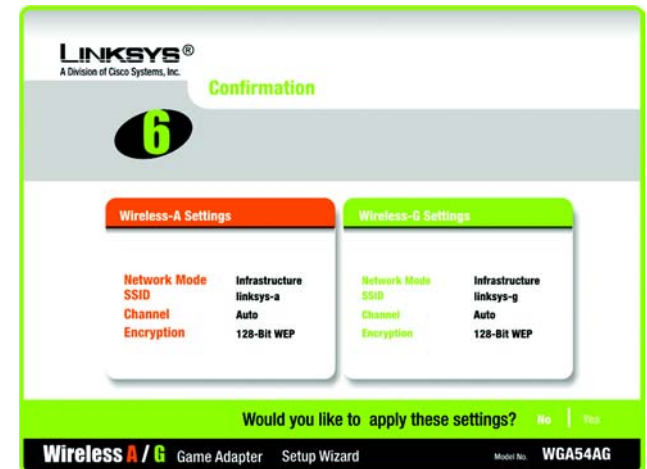 LINKSYS®
A Division of Cisco Systems, Inc.
Confirmation
6
Wireless-A Settings
Network Mode Infrastructure
SSID linksys-a
Channel Auto
Encryption 128-Bit WEP
Wireless-G Settings
Network Mode Infrastructure
SSID linksys-g
Channel Auto
Encryption 128-Bit WEP
Would you like to apply these settings? No | Yes
Wireless A / G Game Adapter Setup Wizard Model No. WGA54AG